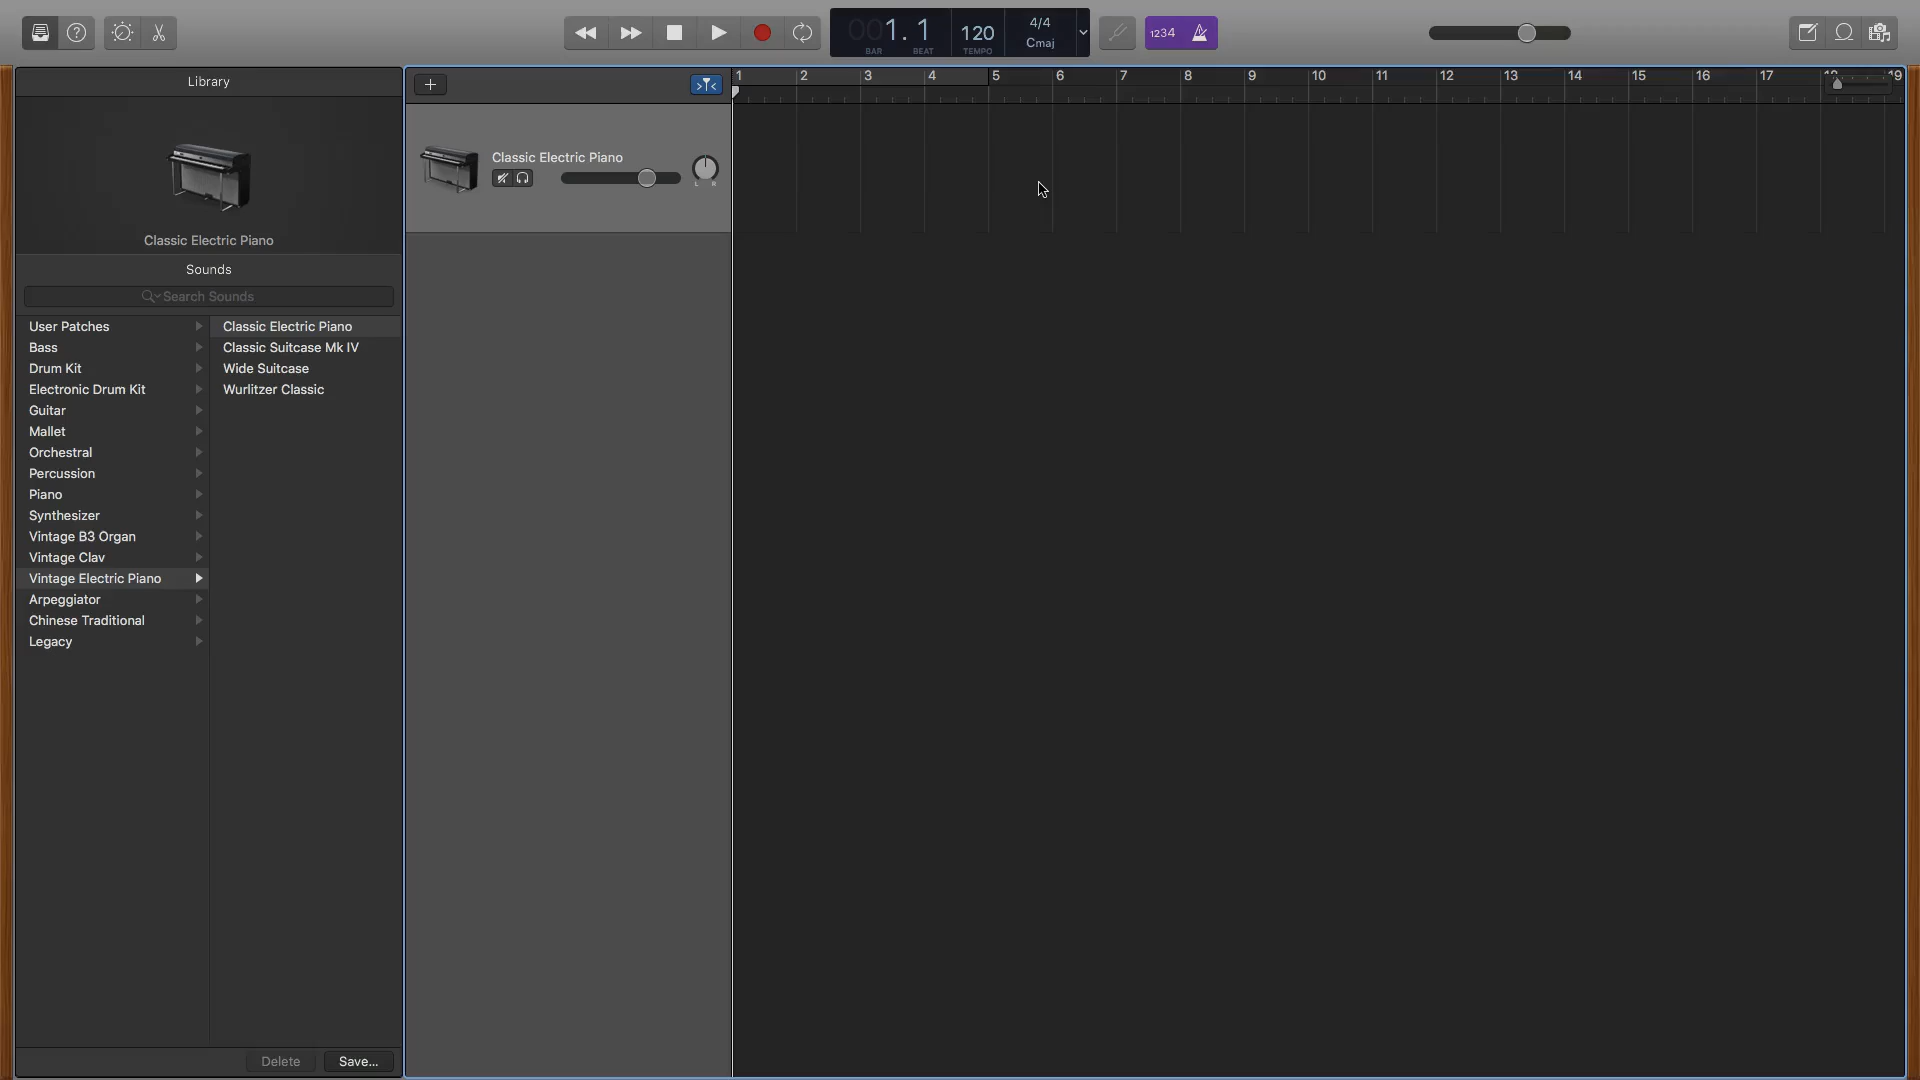 001. 1
BAR
BEAT
120
TEMPO
4/4
Cmaj
1234
Library
Classic Electric Piano
Sounds
Search Sounds
User Patches
Bass
Drum Kit
Electronic Drum Kit
Guitar
Mallet
Orchestral
Percussion
Piano
Synthesizer
Vintage B3 Organ
Vintage Clav
Vintage Electric Piano
Arpeggiator
Chinese Traditional
Legacy
Classic Electric Piano
Classic Suitcase Mk IV
Wide Suitcase
Wurlitzer Classic
Delete
Save...
Classic Electric Piano
L R
1 2 3 4 5 6 7 8 9 10 11 12 13 14 15 16 17 19